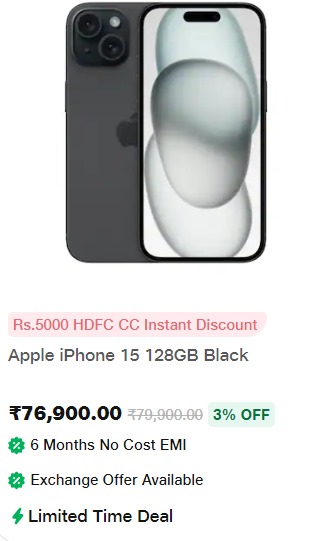 Rs.5000 HDFC CC Instant Discount
Apple iPhone 15 128GB Black
₹76,900.00 ₹79,900.00 3% OFF
6 Months No Cost EMI
Exchange Offer Available
Limited Time Deal